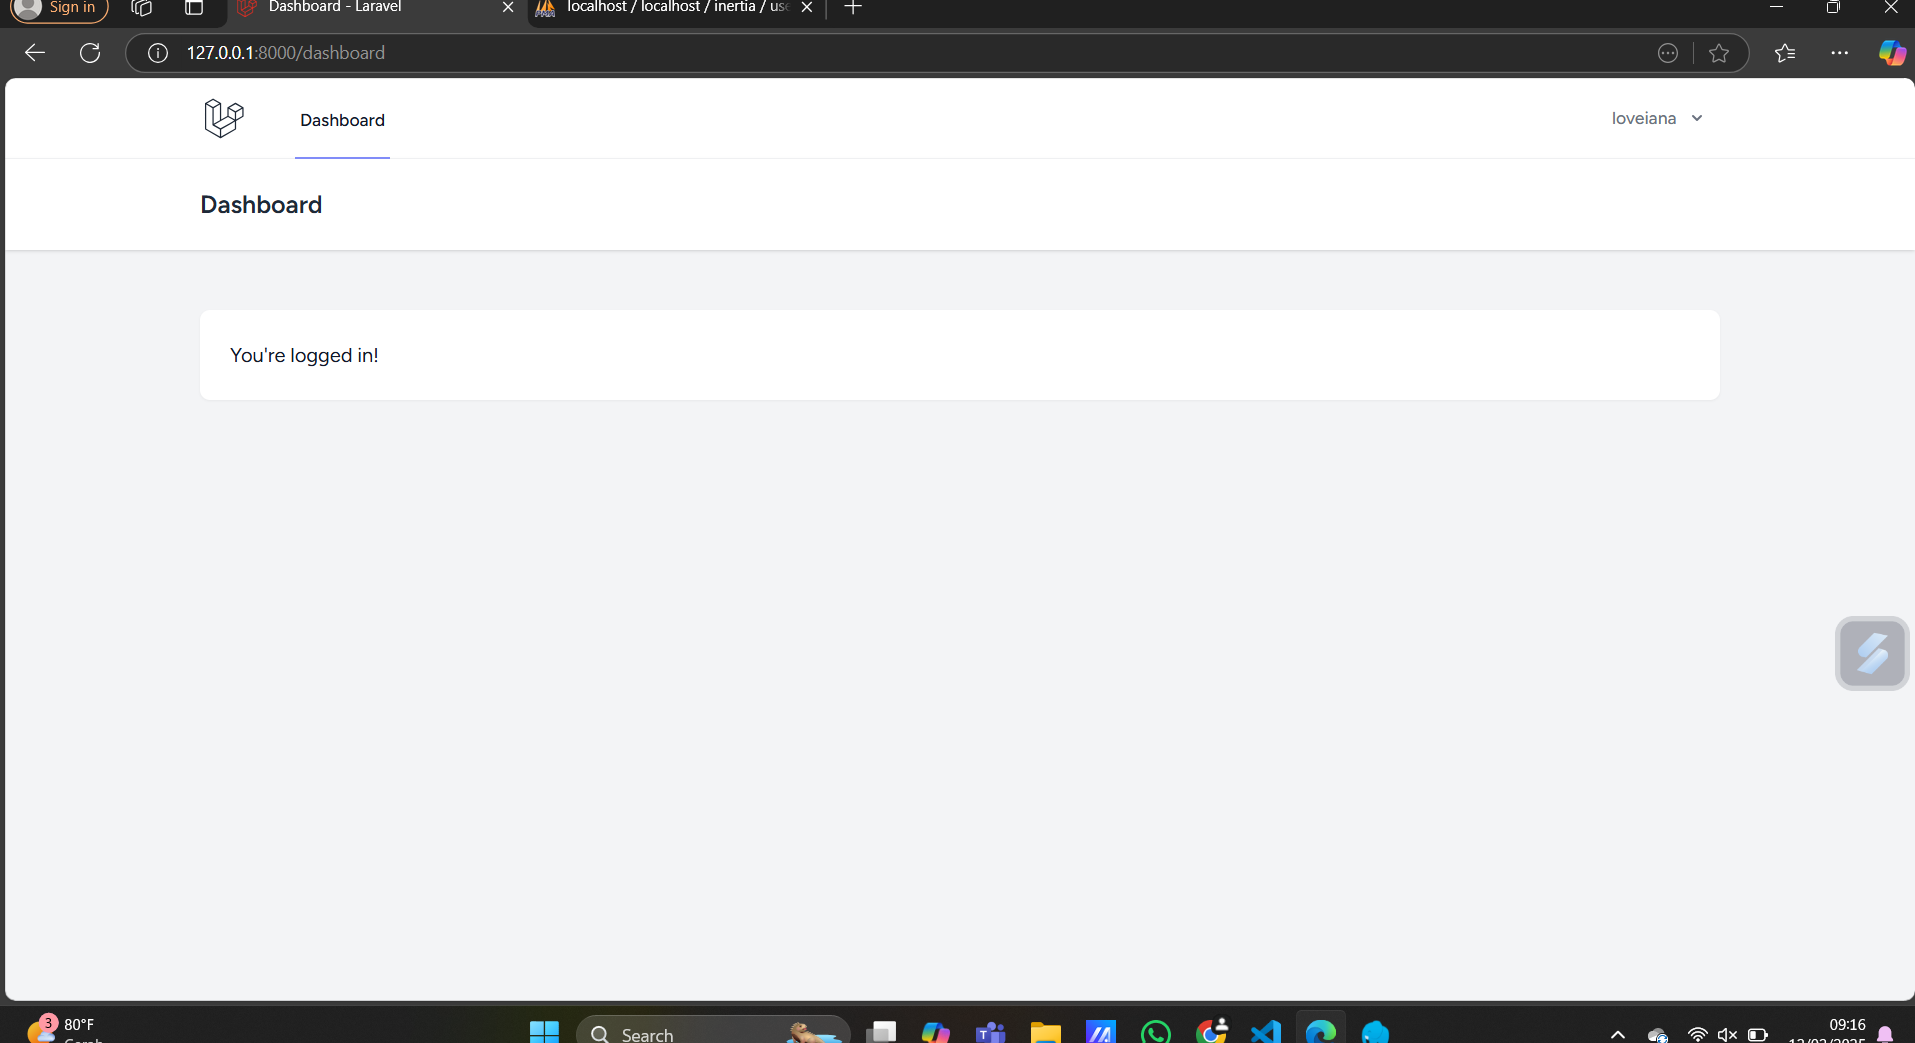 Sign in
Dashboard - Laravel
localhost / localhost / inertia / use
127.0.0.1:8000/dashboard
Dashboard
loveiana
Dashboard
You're logged in!
3
80°F
Search
09:16